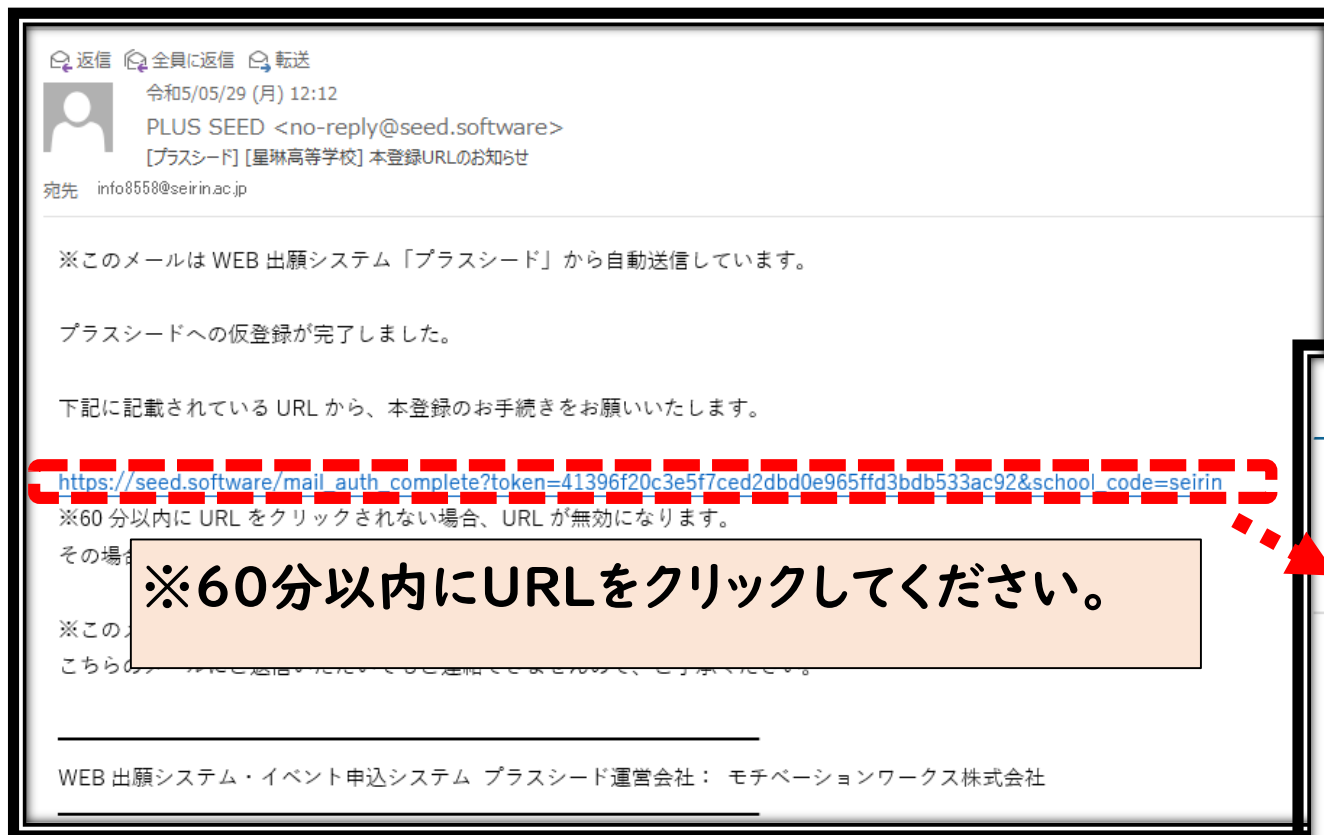 返信 全員に返信 転送
令和5/05/29 (月) 12:12
PLUS SEED <no-reply@seed.software>
[プラスシード] [星琳高等学校] 本登録URLのお知らせ
宛先 info8558@seirin.ac.jp
※このメールは WEB 出願システム「プラスシード」から自動送信しています。
プラスシードへの仮登録が完了しました。
下記に記載されている URL から、本登録のお手続きをお願いいたします。
https://seed.software/mail_auth_complete?token=41396f20c3e5f7ced2dbd0e965ffd3bdb533ac92&school_code=seirin
※60 分以内に URL をクリックされない場合、URL が無効になります。
その場
※60分以内にURLをクリックしてください。
※この
こちらの
WEB 出願システム・イベント申込システム プラスシード運営会社： モチベーションワークス株式会社